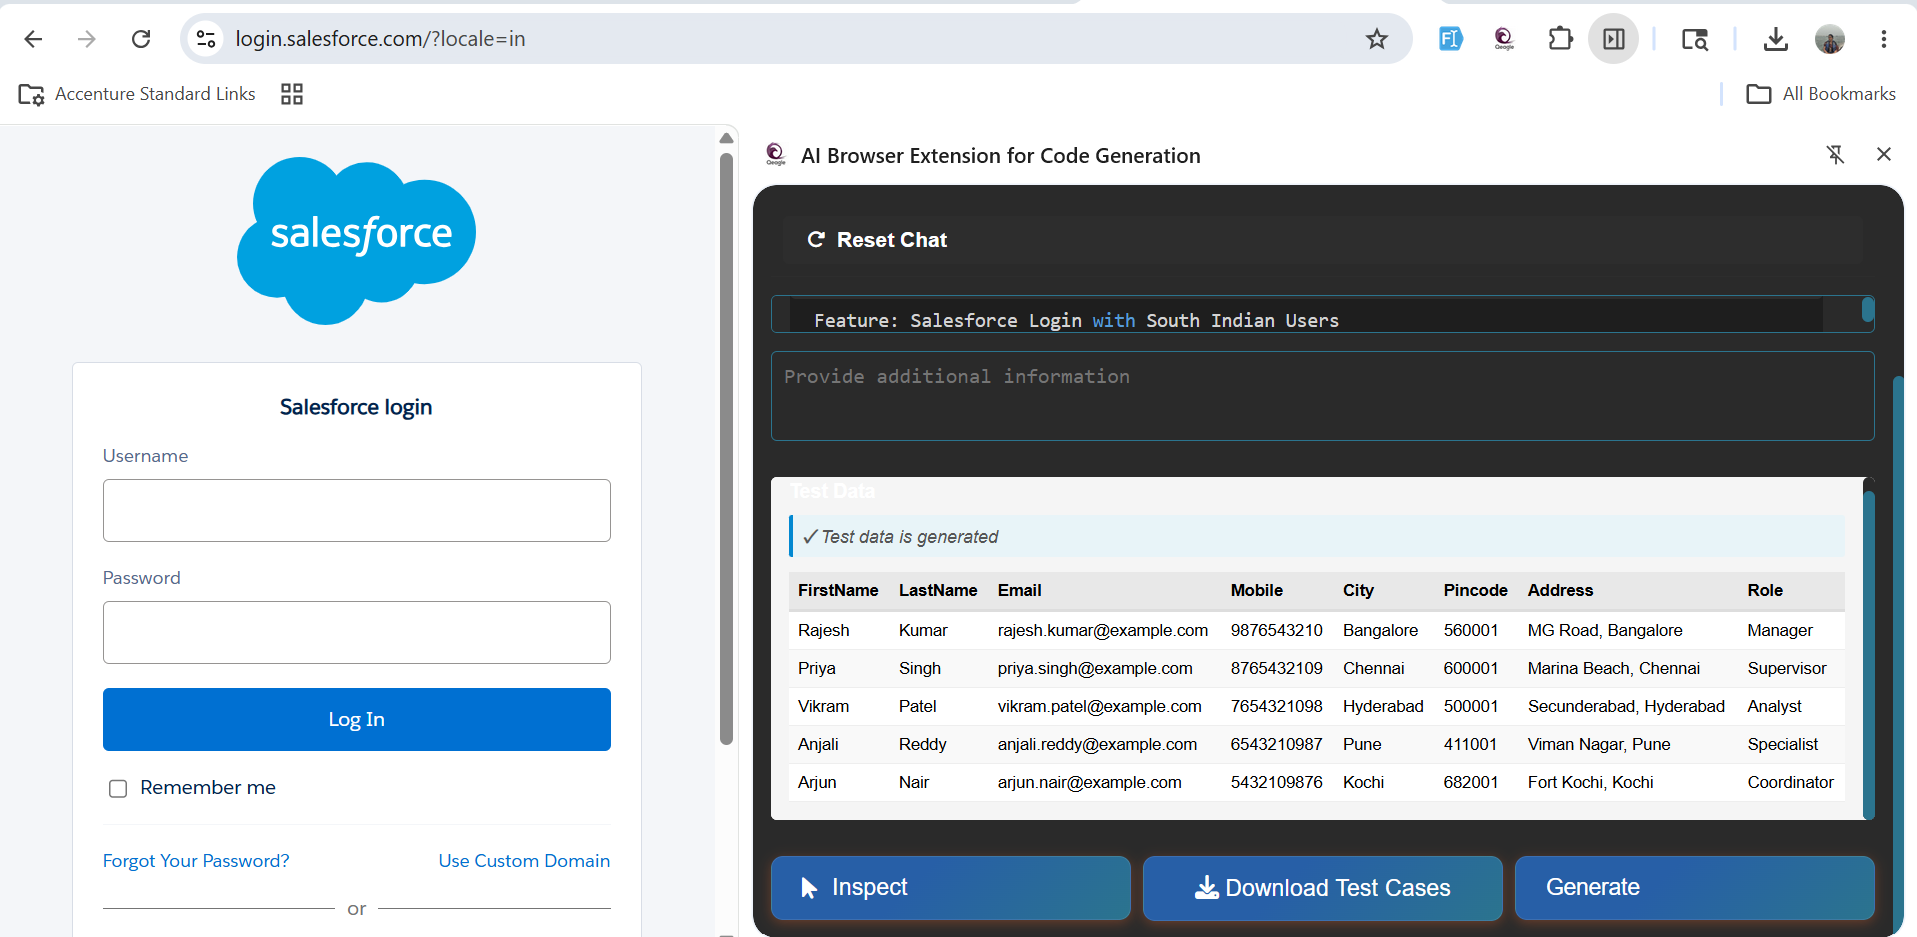 login.salesforce.com/?locale=in
Accenture Standard Links
All Bookmarks
salesforce
Salesforce login
Username
Password
Log In
Remember me
Forgot Your Password? Use Custom Domain
or
Qeagle AI Browser Extension for Code Generation
Reset Chat
Feature: Salesforce Login with South Indian Users
Provide additional information
Test Data
✓ Test data is generated
FirstName LastName Email Mobile City Pincode Address Role
Rajesh Kumar rajesh.kumar@example.com 9876543210 Bangalore 560001 MG Road, Bangalore Manager
Priya Singh priya.singh@example.com 8765432109 Chennai 600001 Marina Beach, Chennai Supervisor
Vikram Patel vikram.patel@example.com 7654321098 Hyderabad 500001 Secunderabad, Hyderabad Analyst
Anjali Reddy anjali.reddy@example.com 6543210987 Pune 411001 Viman Nagar, Pune Specialist
Arjun Nair arjun.nair@example.com 5432109876 Kochi 682001 Fort Kochi, Kochi Coordinator
Inspect Download Test Cases Generate